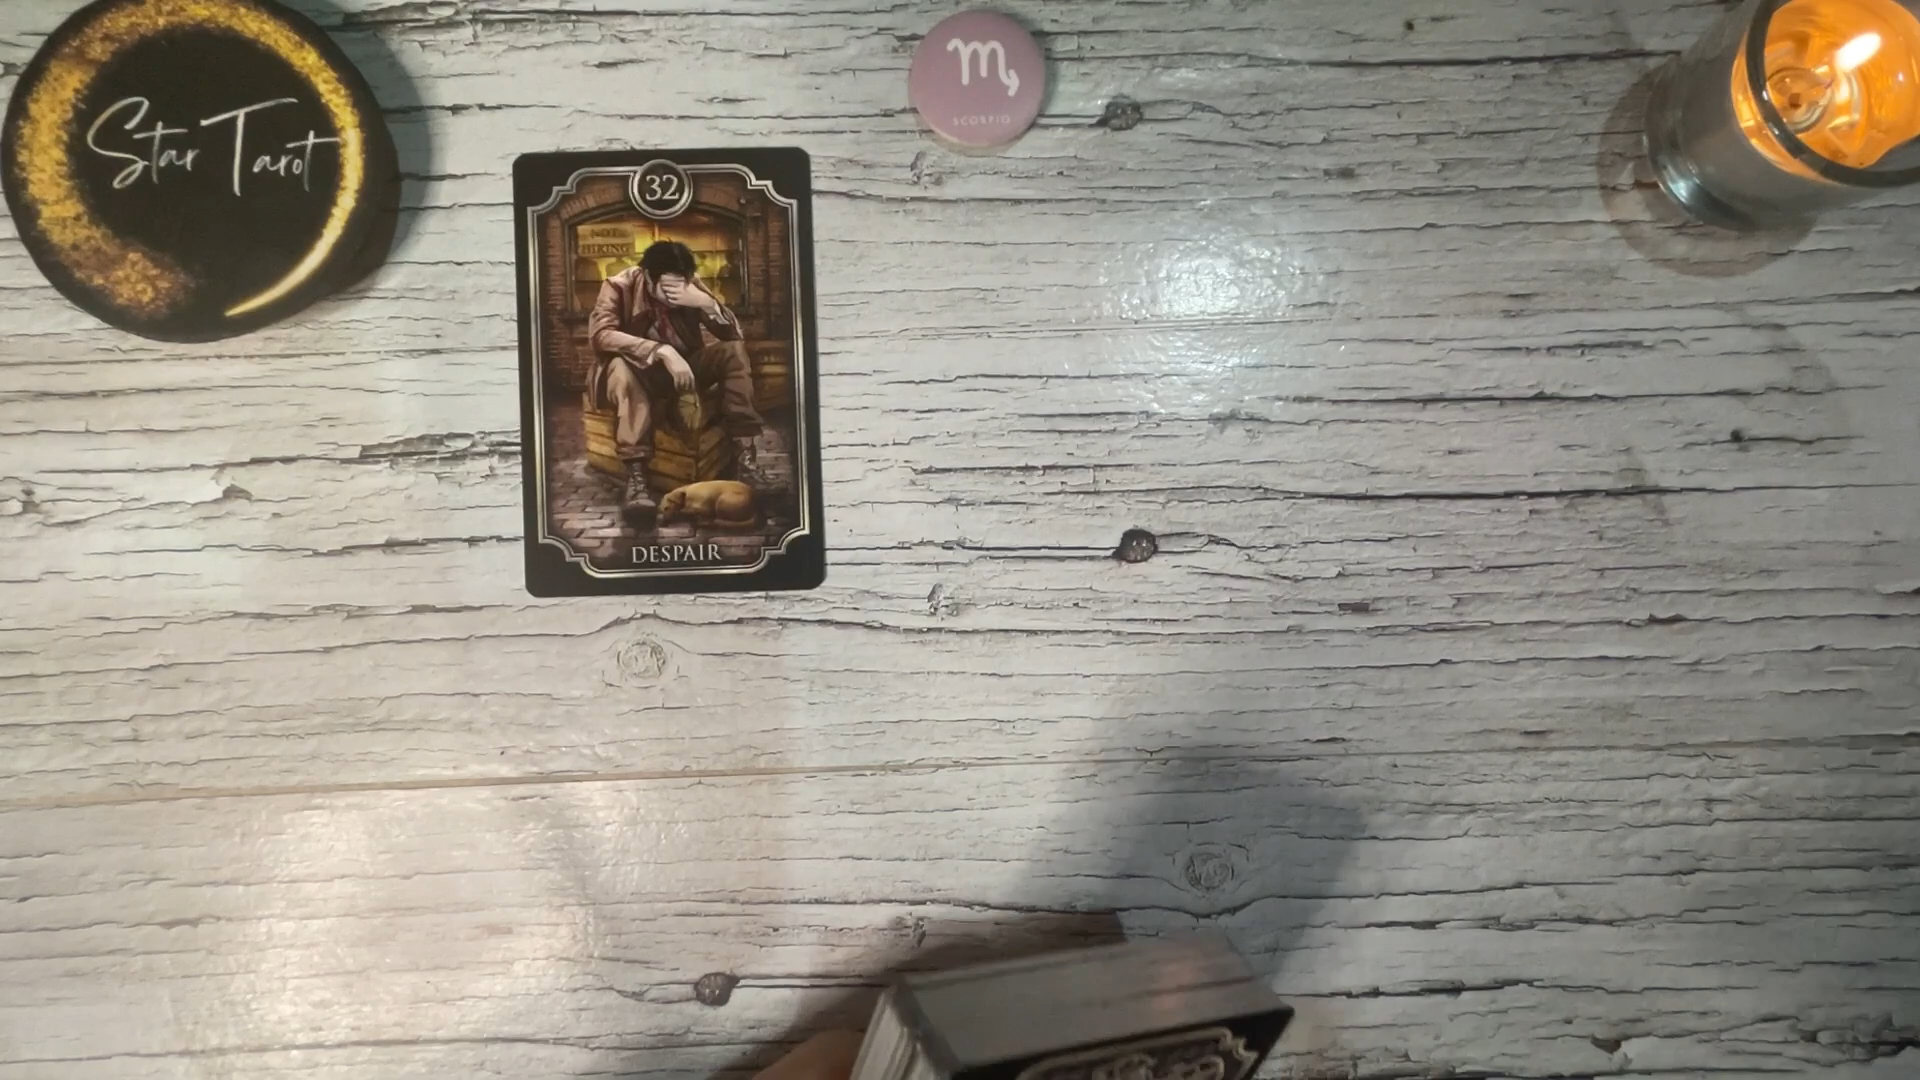 Star Tarot
♏
SCORPIO
32
NOT
HIRING
DESPAIR